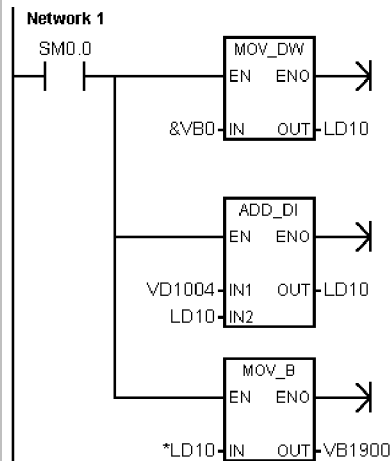 Network 1
SM0.0
MOV_DW
EN ENO
&VB0 IN OUT LD10
ADD_DI
EN ENO
VD1004 IN1 OUT LD10
LD10 IN2
MOV_B
EN ENO
*LD10 IN OUT VB1900